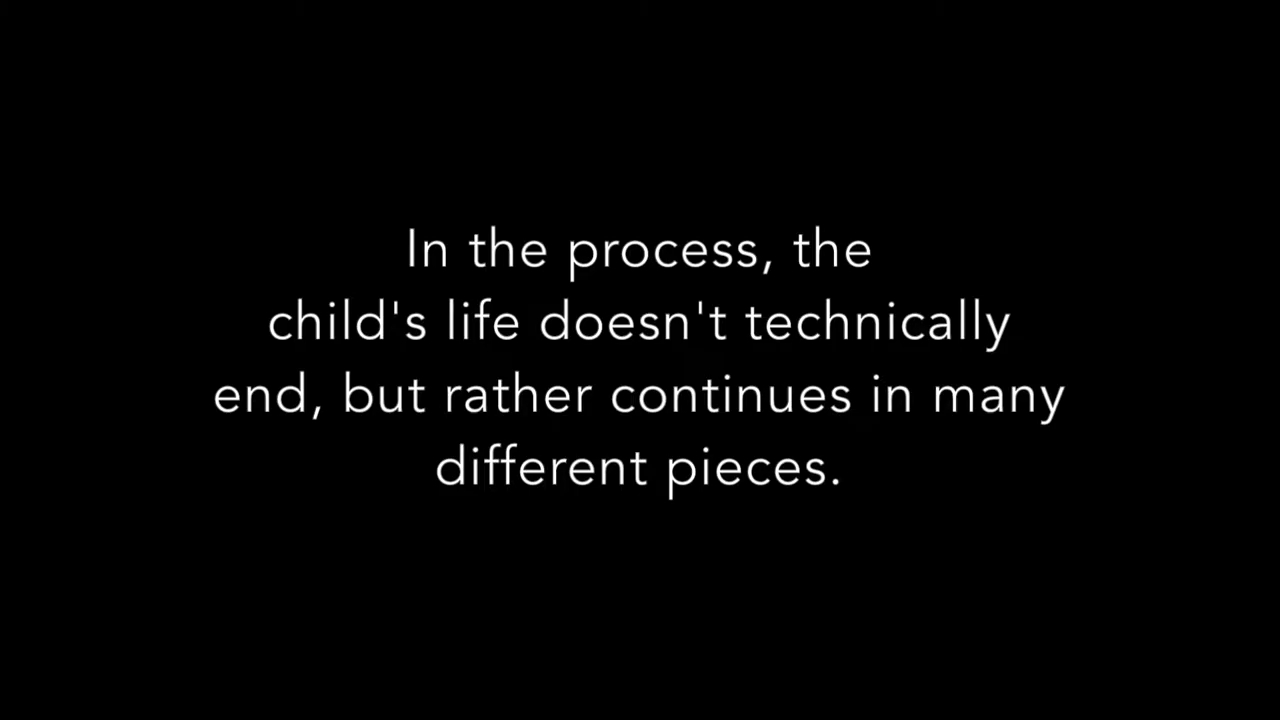 In the process, the
child's life doesn't technically
end, but rather continues in many
different pieces.